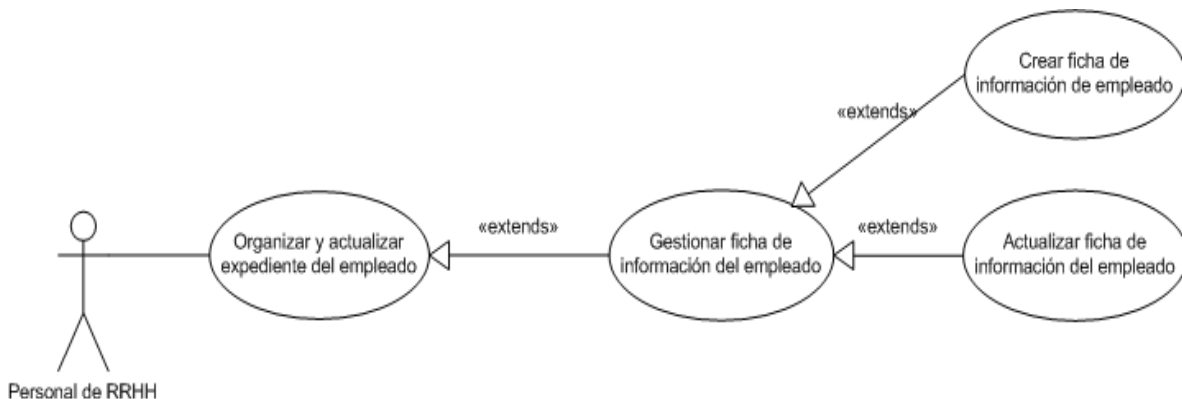 Crear ficha de
información de empleado
«extends»
«extends»
«extends»
Organizar y actualizar
expediente del empleado
Gestionar ficha de
información del empleado
Actualizar ficha de
información del empleado
Personal de RRHH